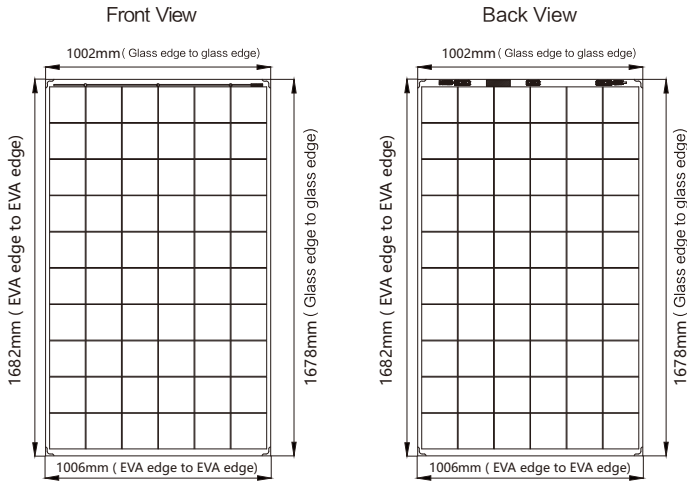 Front View
Back View
1002mm( Glass edge to glass edge)
1002mm( Glass edge to glass edge)
1682mm ( EVA edge to EVA edge)
1678mm ( Glass edge to glass edge)
1682mm ( EVA edge to EVA edge)
1678mm ( Glass edge to glass edge)
1006mm ( EVA edge to EVA edge)
1006mm ( EVA edge to EVA edge)